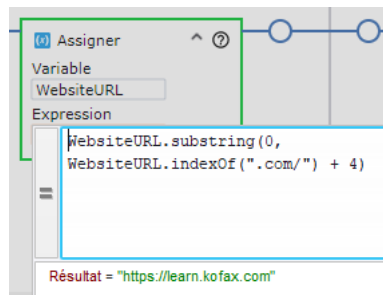 Assigner
Variable
WebsiteURL
Expression
WebsiteURL.substring(0,
WebsiteURL.indexOf(".com/") + 4)
=
Résultat = "https://learn.kofax.com"